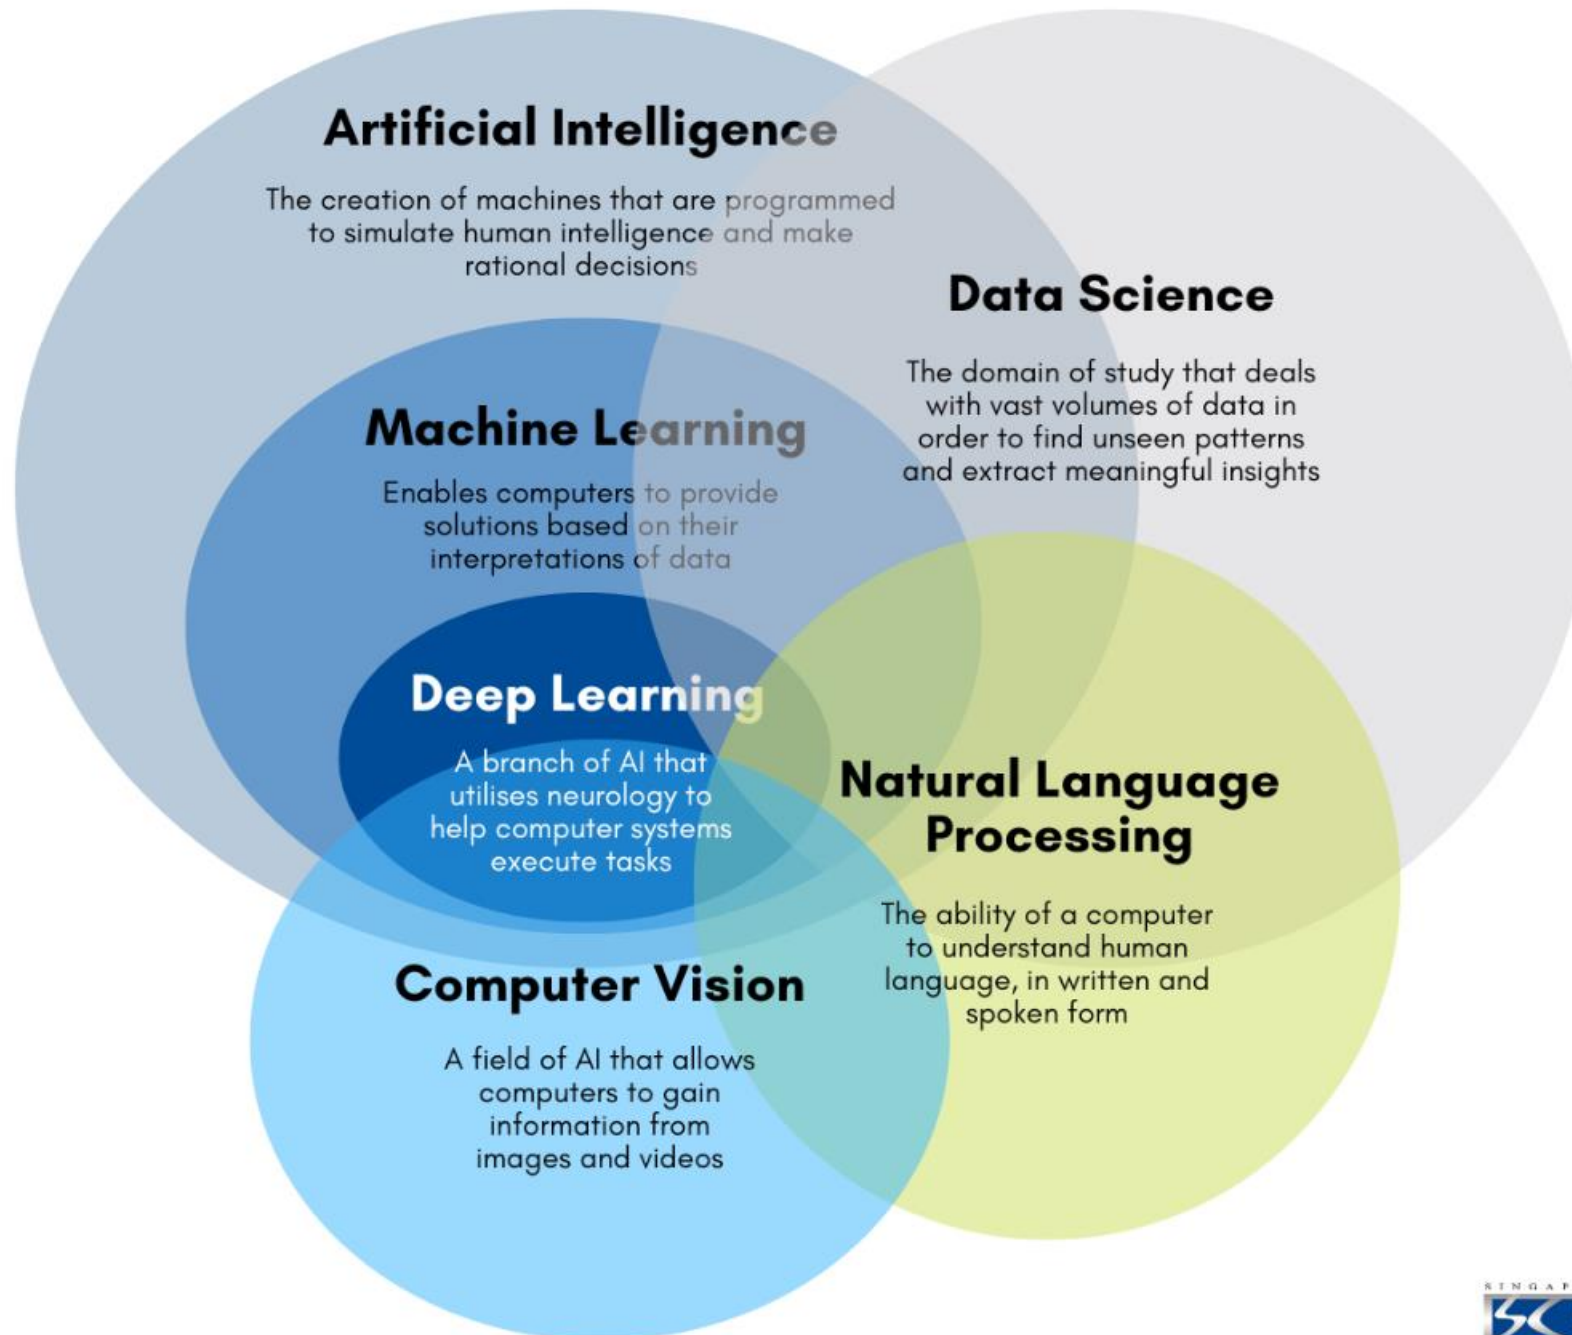 Artificial Intelligence
The creation of machines that are programmed
to simulate human intelligence and make
rational decisions
Data Science
The domain of study that deals
with vast volumes of data in
order to find unseen patterns
and extract meaningful insights
Machine Learning
Enables computers to provide
solutions based on their
interpretations of data
Deep Learning
A branch of AI that
utilises neurology to
help computer systems
execute tasks
Natural Language
Processing
The ability of a computer
to understand human
language, in written and
spoken form
Computer Vision
A field of AI that allows
computers to gain
information from
images and videos